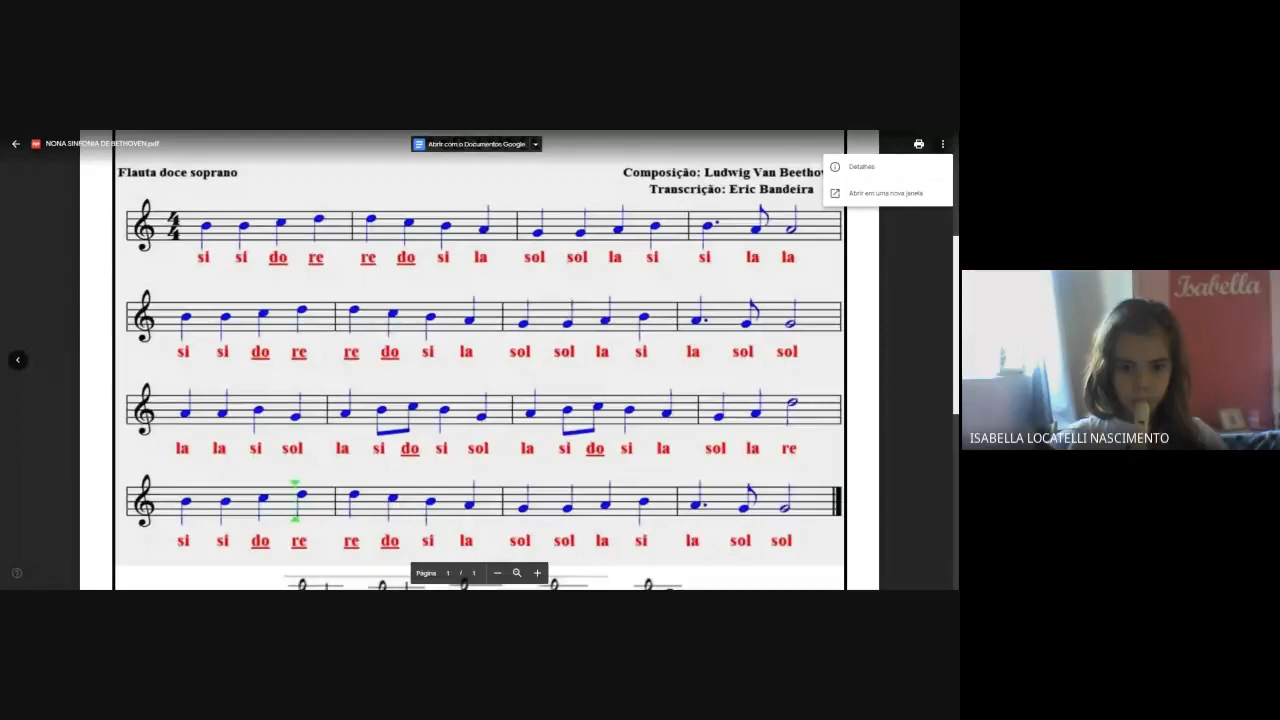 NONA SINFONIA DE BETHOVEN.pdf
Abrir com o Documentos Google
Detalhes
Abrir em uma nova janela
Flauta doce soprano
Composição: Ludwig Van Beethov
Transcrição: Eric Bandeira
si si do re re do si la sol sol la si si la la
si si do re re do si la sol sol la si la sol sol
la la si sol la si do si sol la si do si la sol la re
si si do re re do si la sol sol la si la sol sol
Página 1 / 1
Isabella
ISABELLA LOCATELLI NASCIMENTO